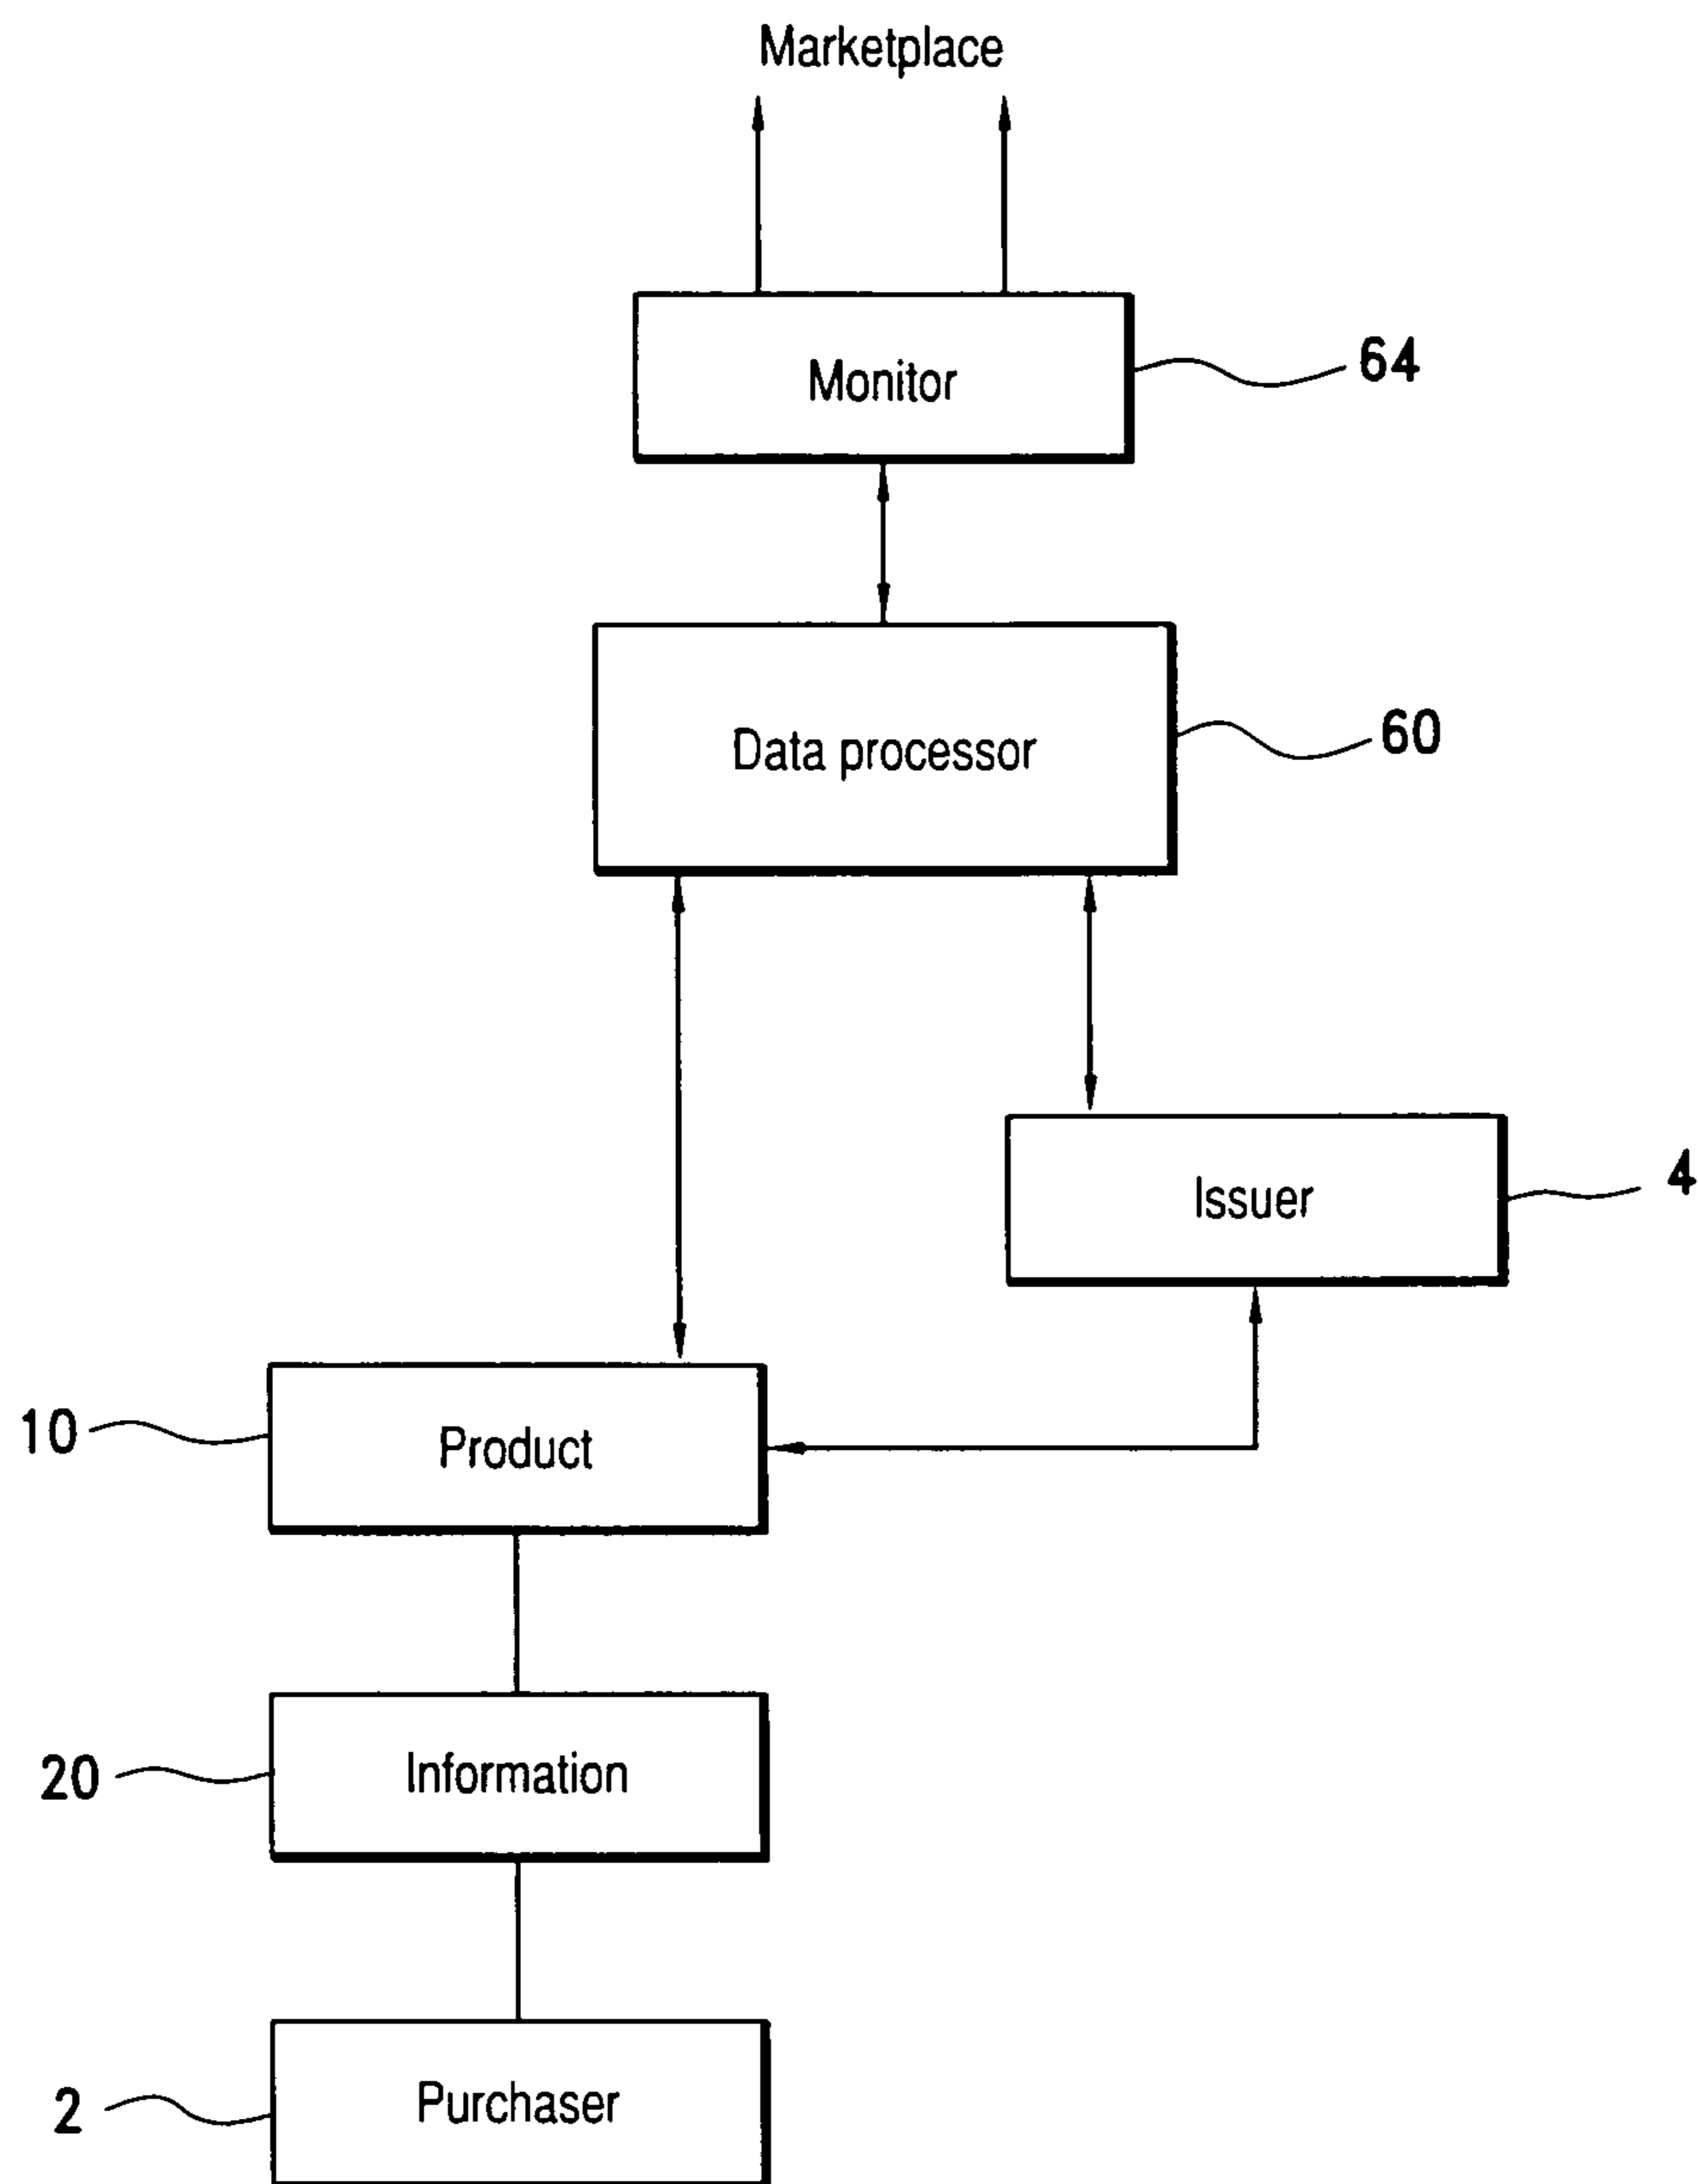 Marketplace
Monitor
64
Data processor
60
Issuer
4
10
Product
20
Information
2
Purchaser